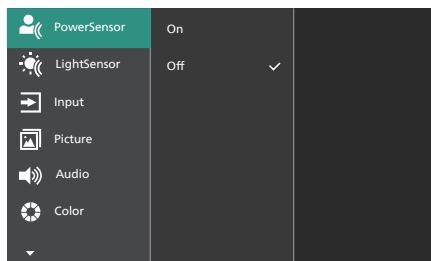 PowerSensor
On
LightSensor
Off
Input
Picture
Audio
Color